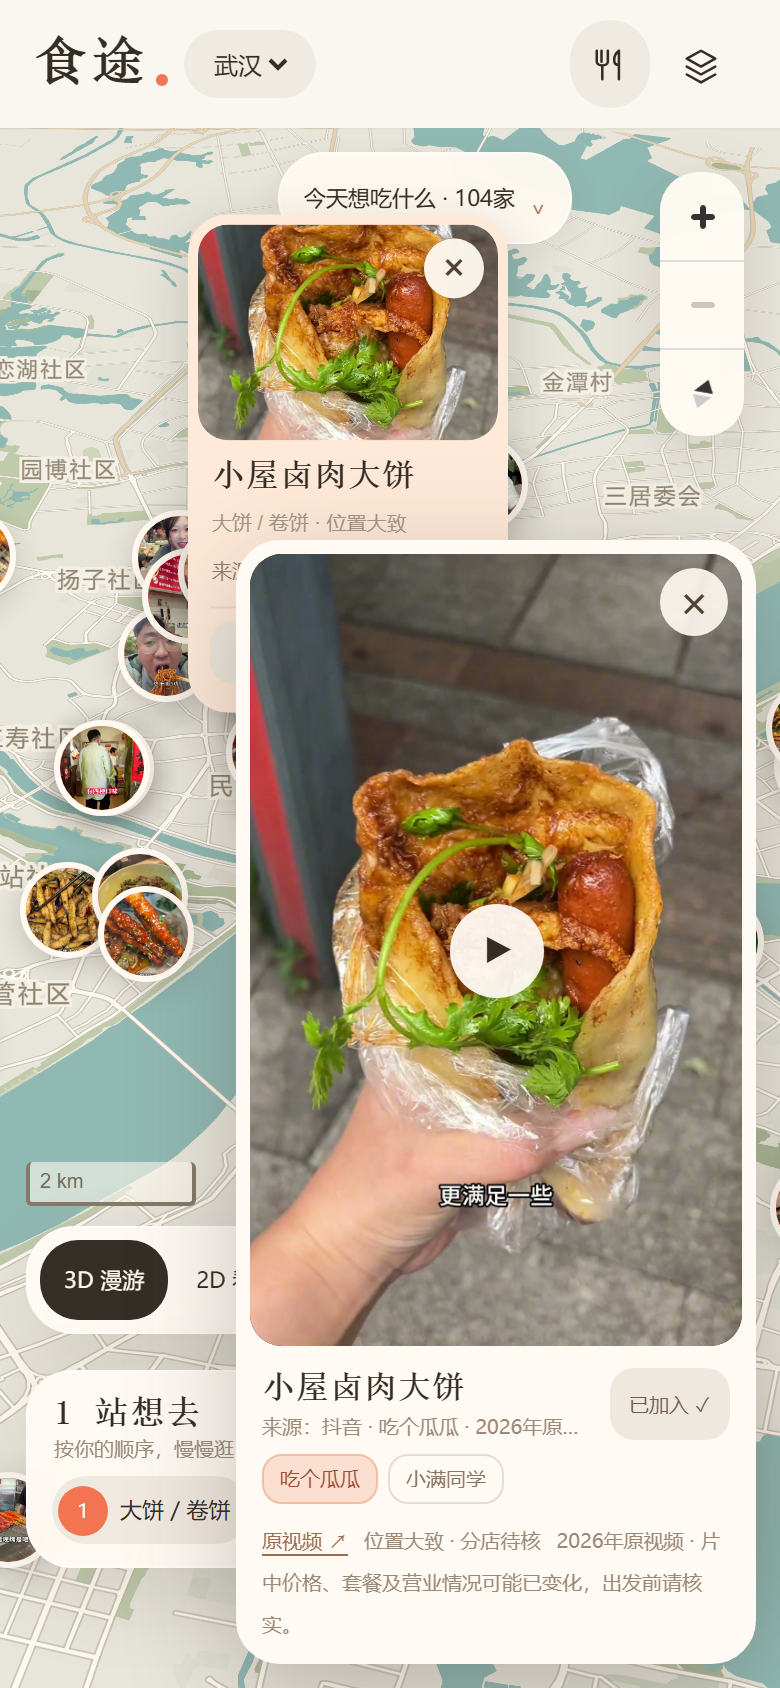 食途
武汉
今天想吃什么 · 104家
恋湖社区
金潭村
园博社区
小屋卤肉大饼
三居委会
大饼 / 卷饼 · 位置大致
扬子社
来
寿社
民
站
管社区
更满足一些
2 km
3D 漫游
2D
小屋卤肉大饼
已加入 ✓
来源：抖音 · 吃个瓜瓜 · 2026年原...
1 站想去
按你的顺序，慢慢逛
吃个瓜瓜
小满同学
1 大饼 / 卷饼
原视频 ↗ 位置大致 · 分店待核 2026年原视频 · 片
中价格、套餐及营业情况可能已变化，出发前请核
实。